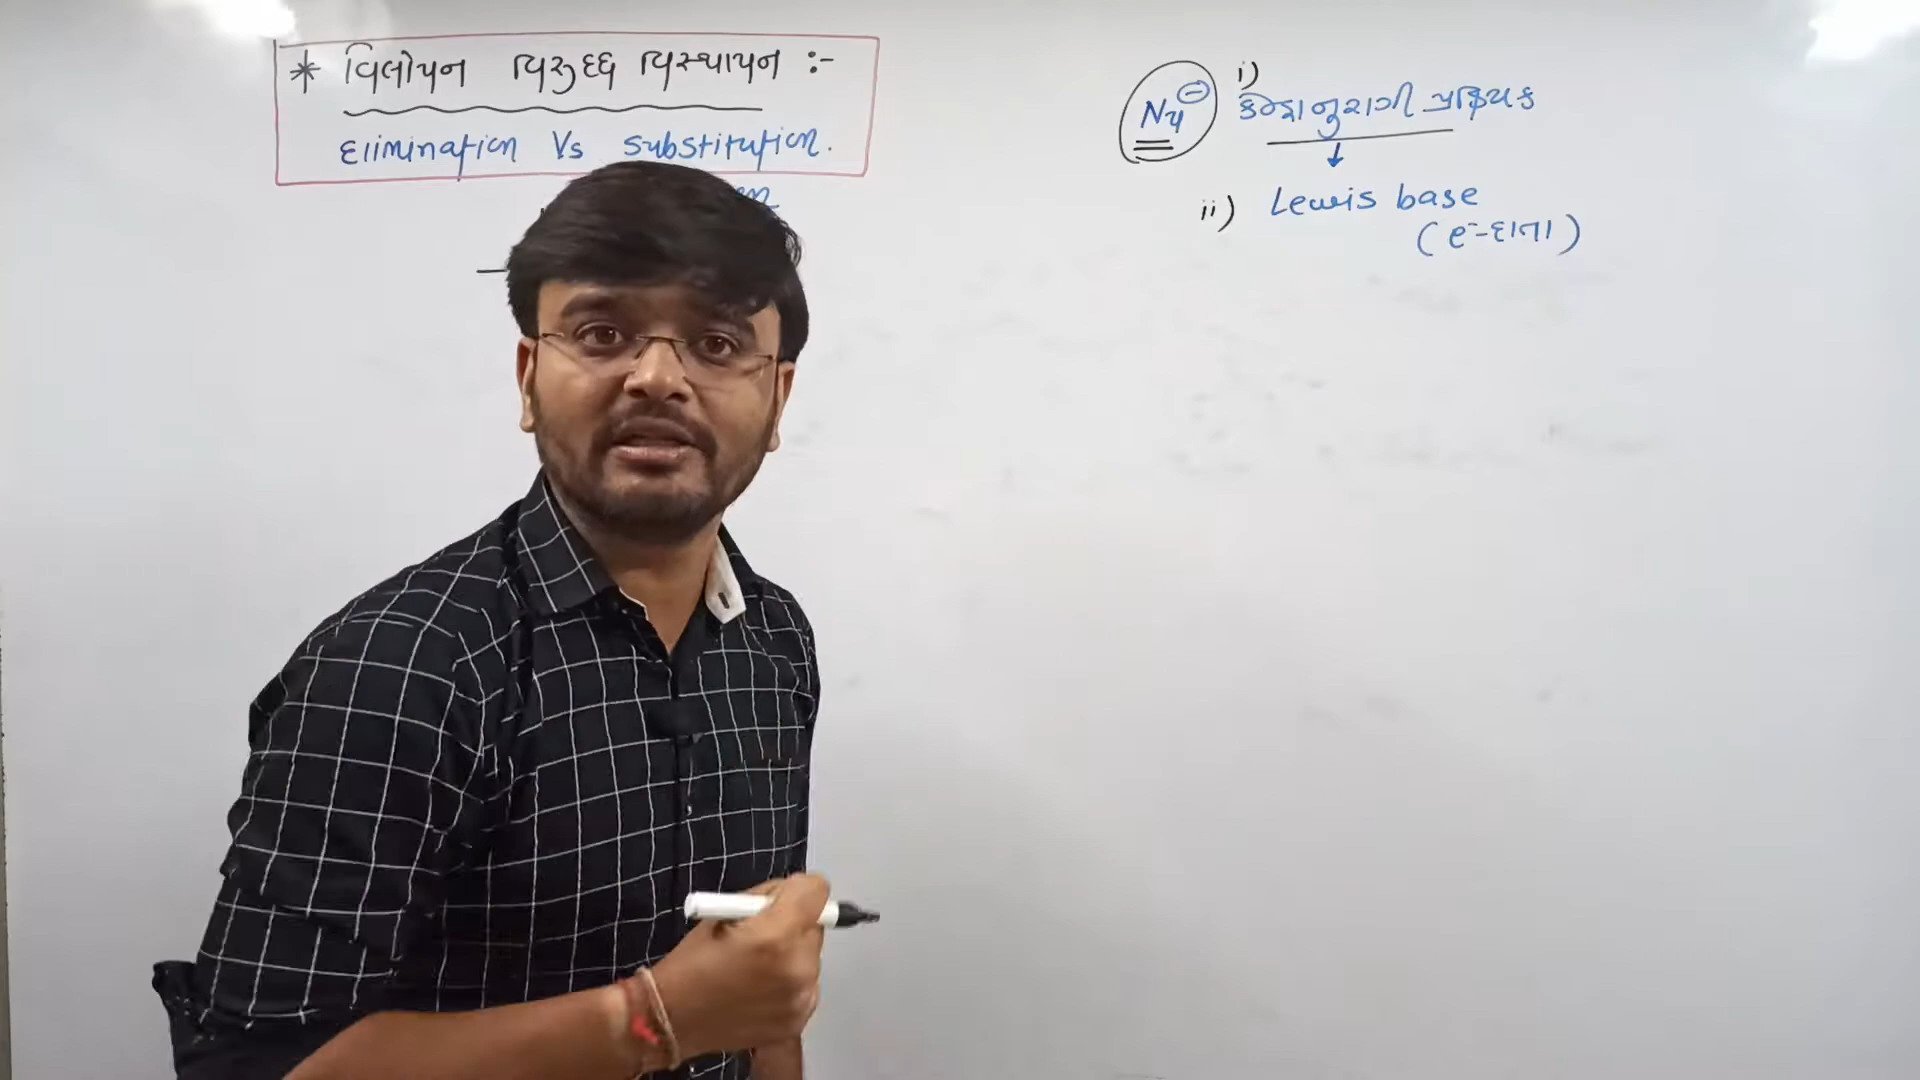 * વિલોપન વિરુદ્ધ વિસ્થાપન :-
Elimination Vs Substitution.
Nu⊖ i) કેન્દ્રાનુરાગી પ્રક્રિયક
↓
ii) Lewis base
(e⁻-દાતા)